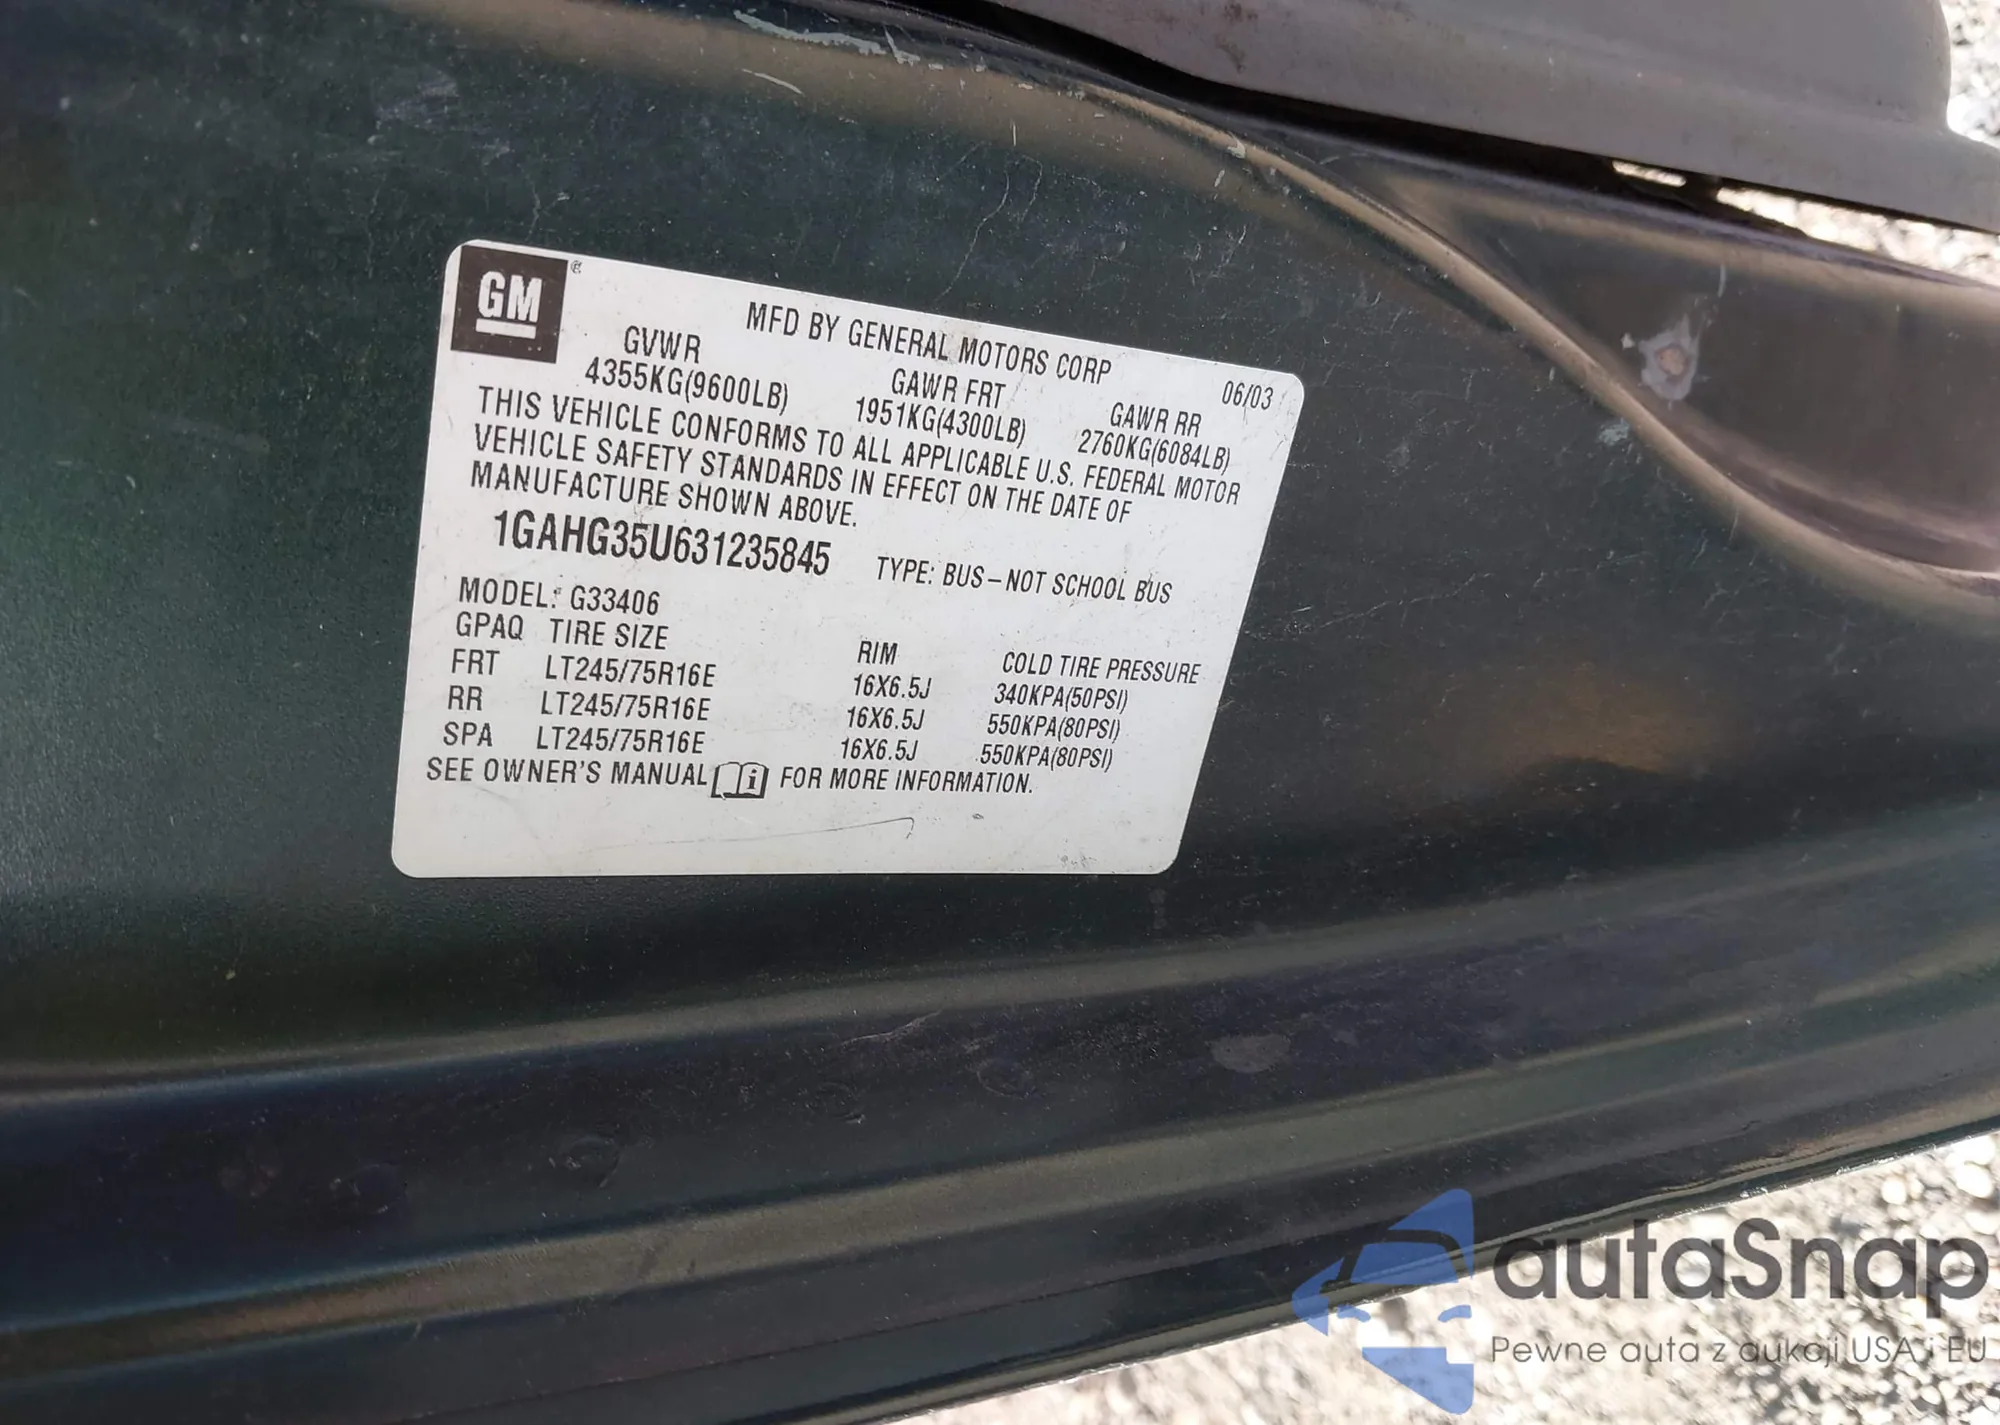 GM
MFD BY GENERAL MOTORS CORP 06/03
GVWR GAWR FRT GAWR RR
4355KG(9600LB) 1951KG(4300LB) 2760KG(6084LB)
THIS VEHICLE CONFORMS TO ALL APPLICABLE U.S. FEDERAL MOTOR
VEHICLE SAFETY STANDARDS IN EFFECT ON THE DATE OF
MANUFACTURE SHOWN ABOVE.
1GAHG35U631235845 TYPE: BUS–NOT SCHOOL BUS
MODEL: G33406
GPAQ TIRE SIZE RIM COLD TIRE PRESSURE
FRT LT245/75R16E 16X6.5J 340KPA(50PSI)
RR LT245/75R16E 16X6.5J 550KPA(80PSI)
SPA LT245/75R16E 16X6.5J 550KPA(80PSI)
SEE OWNER'S MANUAL i FOR MORE INFORMATION.
autaSnap
Pewne auta z aukcji USA i EU